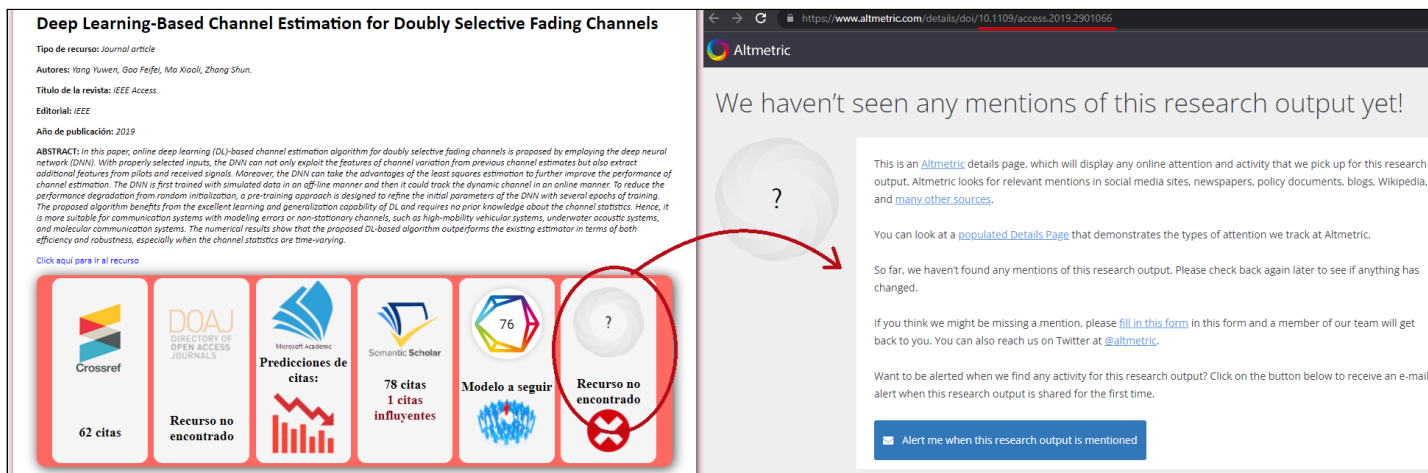 Deep Learning-Based Channel Estimation for Doubly Selective Fading Channels
Tipo de recurso: Journal article
Autores: Yang Yuwen, Gao Feifei, Ma Xiaoli, Zhang Shun.
Título de la revista: IEEE Access
Editorial: IEEE
Año de publicación: 2019
ABSTRACT: In this paper, online deep learning (DL)-based channel estimation algorithm for doubly selective fading channels is proposed by employing the deep neural
network (DNN). With properly selected inputs, the DNN can not only exploit the features of channel variation from previous channel estimates but also extract
additional features from pilots and received signals. Moreover, the DNN can take the advantages of the least squares estimation to further improve the performance of
channel estimation. The DNN is first trained with simulated data in an off-line manner and then it could track the dynamic channel in an online manner. To reduce the
performance degradation from random initialization, a pre-training approach is designed to refine the initial parameters of the DNN with several epochs of training.
The proposed algorithm benefits from the excellent learning and generalization capability of DL and requires no prior knowledge about the channel statistics. Hence, it
is more suitable for communication systems with modeling errors or non-stationary channels, such as high-mobility vehicular systems, underwater acoustic systems,
and molecular communication systems. The numerical results show that the proposed DL-based algorithm outperforms the existing estimator in terms of both
efficiency and robustness, especially when the channel statistics are time-varying.
Click aquí para ir al recurso
Crossref
62 citas
DOAJ
DIRECTORY OF
OPEN ACCESS
JOURNALS
Recurso no
encontrado
Microsoft Academic
Predicciones de
citas:
Semantic Scholar
78 citas
1 citas
influyentes
76
Modelo a seguir
?
Recurso no
encontrado
https://www.altmetric.com/details/doi/10.1109/access.2019.2901066
Altmetric
We haven't seen any mentions of this research output yet!
?
This is an Altmetric details page, which will display any online attention and activity that we pick up for this research
output. Altmetric looks for relevant mentions in social media sites, newspapers, policy documents, blogs, Wikipedia,
and many other sources.
You can look at a populated Details Page that demonstrates the types of attention we track at Altmetric.
So far, we haven't found any mentions of this research output. Please check back again later to see if anything has
changed.
If you think we might be missing a mention, please fill in this form in this form and a member of our team will get
back to you. You can also reach us on Twitter at @altmetric.
Want to be alerted when we find any activity for this research output? Click on the button below to receive an e-mail
alert when this research output is shared for the first time.
Alert me when this research output is mentioned